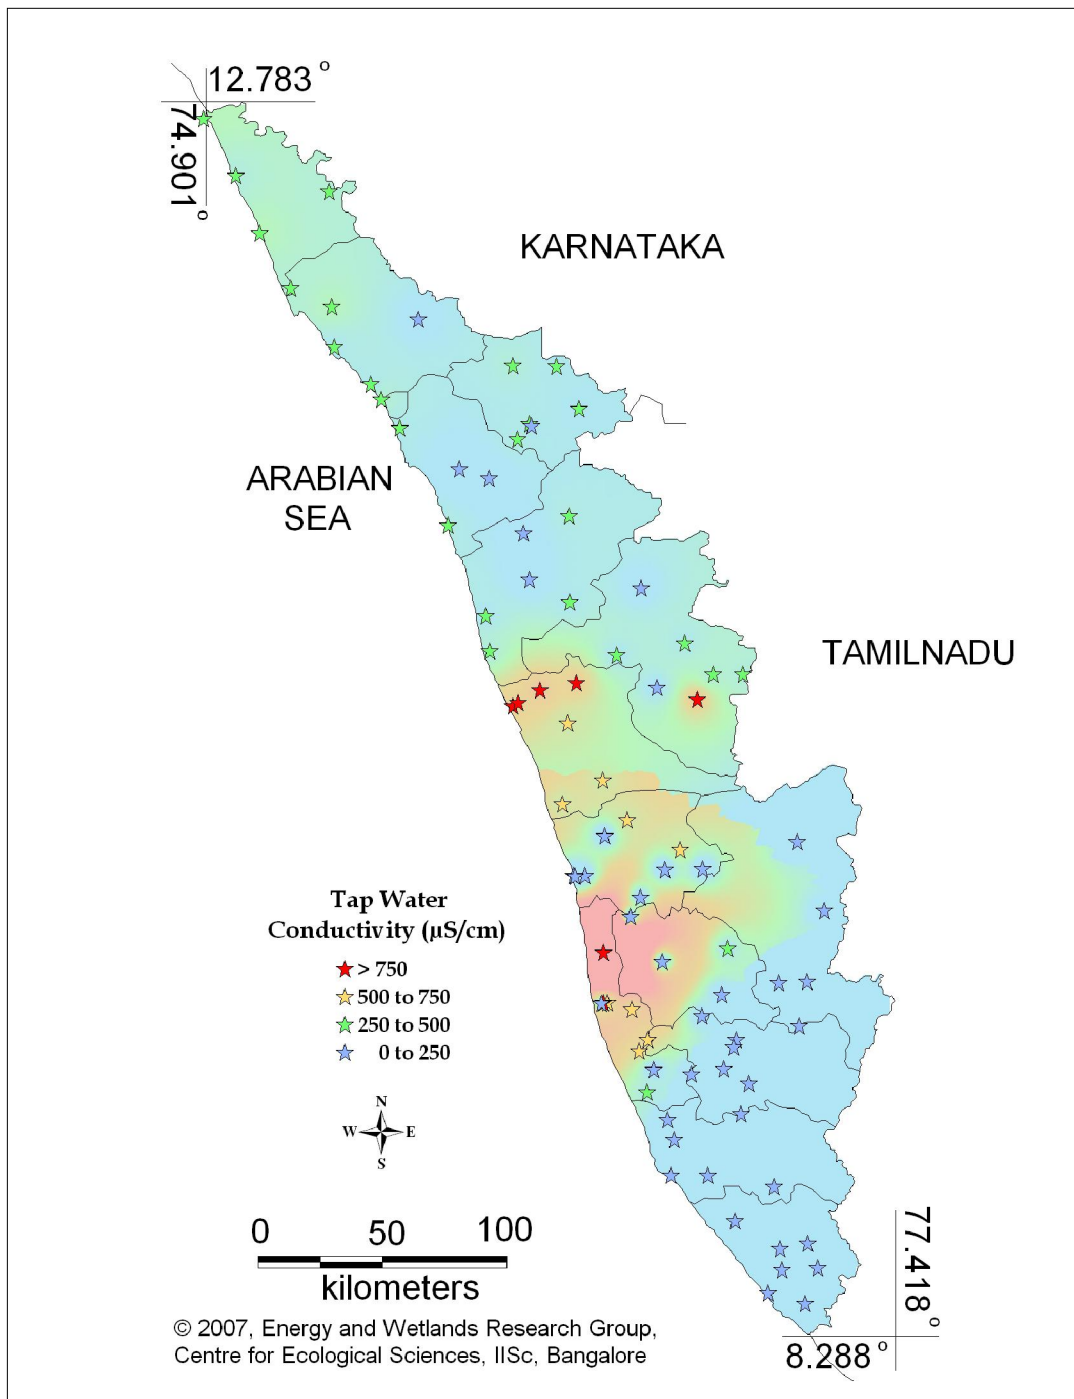 12.783 °
74.901 °
KARNATAKA
ARABIAN
SEA
TAMILNADU
Tap Water
Conductivity (µS/cm)
> 750
500 to 750
250 to 500
0 to 250
N
W E
S
0 50 100
kilometers
77.418 °
8.288 °
© 2007, Energy and Wetlands Research Group,
Centre for Ecological Sciences, IISc, Bangalore